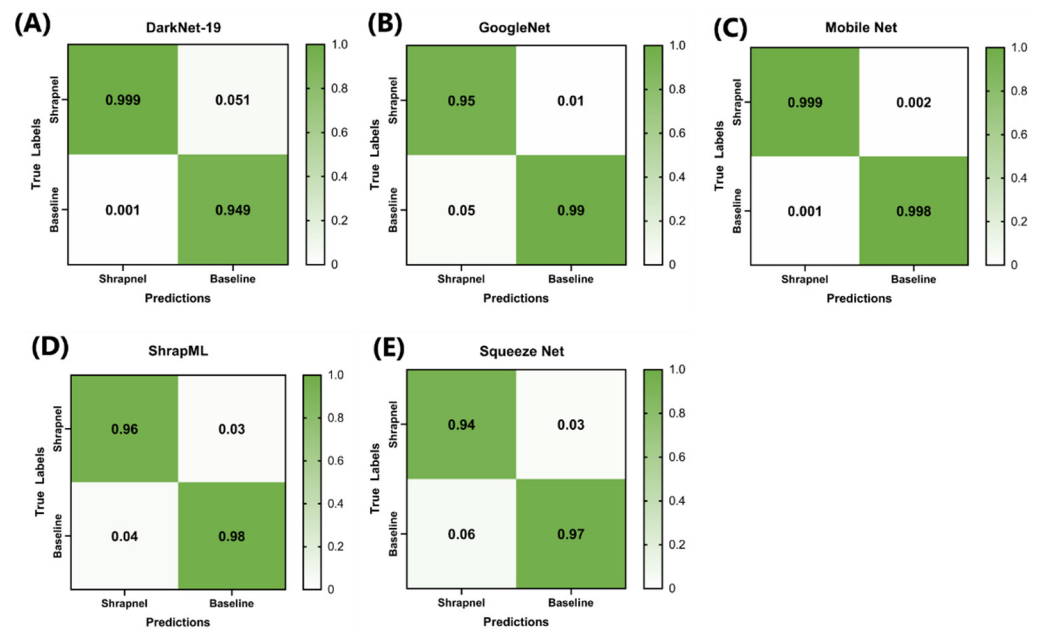 (A)
DarkNet-19
True Labels
Shrapnel
Baseline
0.999
0.051
0.001
0.949
Shrapnel
Baseline
Predictions
1.0
0.8
0.6
0.4
0.2
0
(B)
GoogleNet
True Labels
Shrapnel
Baseline
0.95
0.01
0.05
0.99
Shrapnel
Baseline
Predictions
1.0
0.8
0.6
0.4
0.2
0
(C)
Mobile Net
True Labels
Shrapnel
Baseline
0.999
0.002
0.001
0.998
Shrapnel
Baseline
Predictions
1.0
0.8
0.6
0.4
0.2
0
(D)
ShrapML
True Labels
Shrapnel
Baseline
0.96
0.03
0.04
0.98
Shrapnel
Baseline
Predictions
1.0
0.8
0.6
0.4
0.2
0
(E)
Squeeze Net
True Labels
Shrapnel
Baseline
0.94
0.03
0.06
0.97
Shrapnel
Baseline
Predictions
1.0
0.8
0.6
0.4
0.2
0